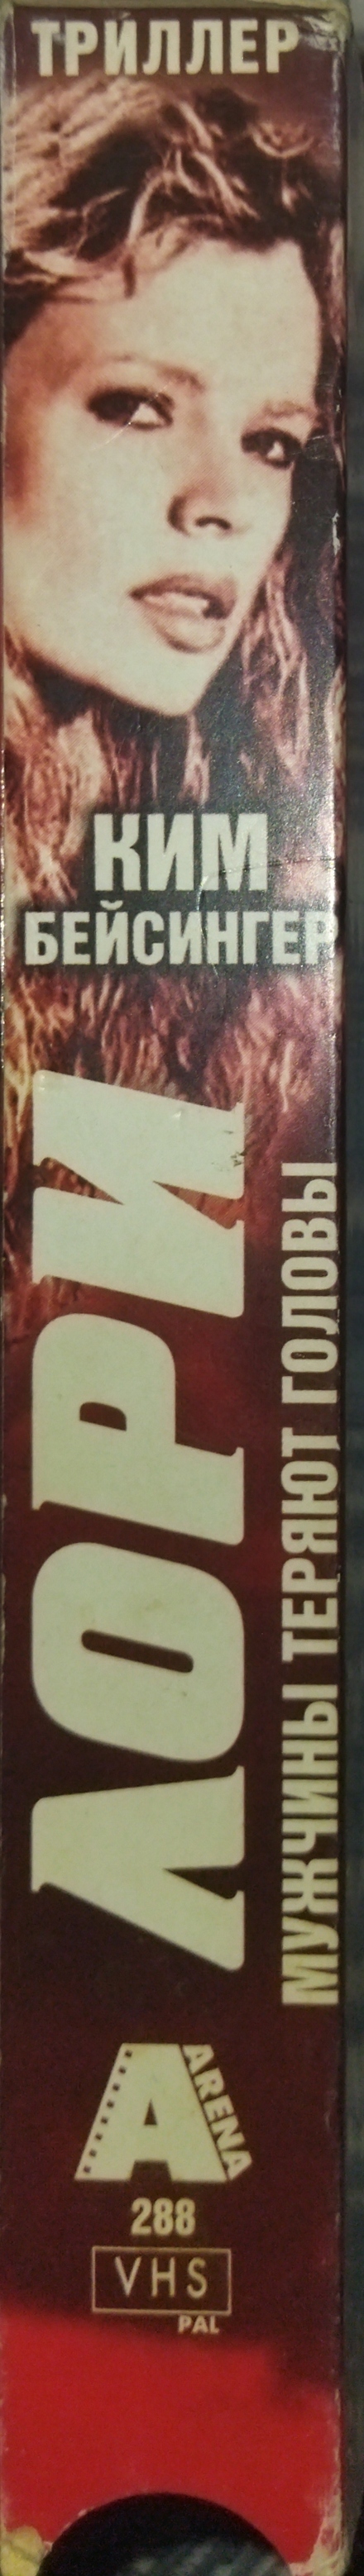 ТРИЛЛЕР
КИМ
БЕЙСИНГЕР
ЛОРИ
МУЖЧИНЫ ТЕРЯЮТ ГОЛОВЫ
A ARENA
288
VHS
PAL